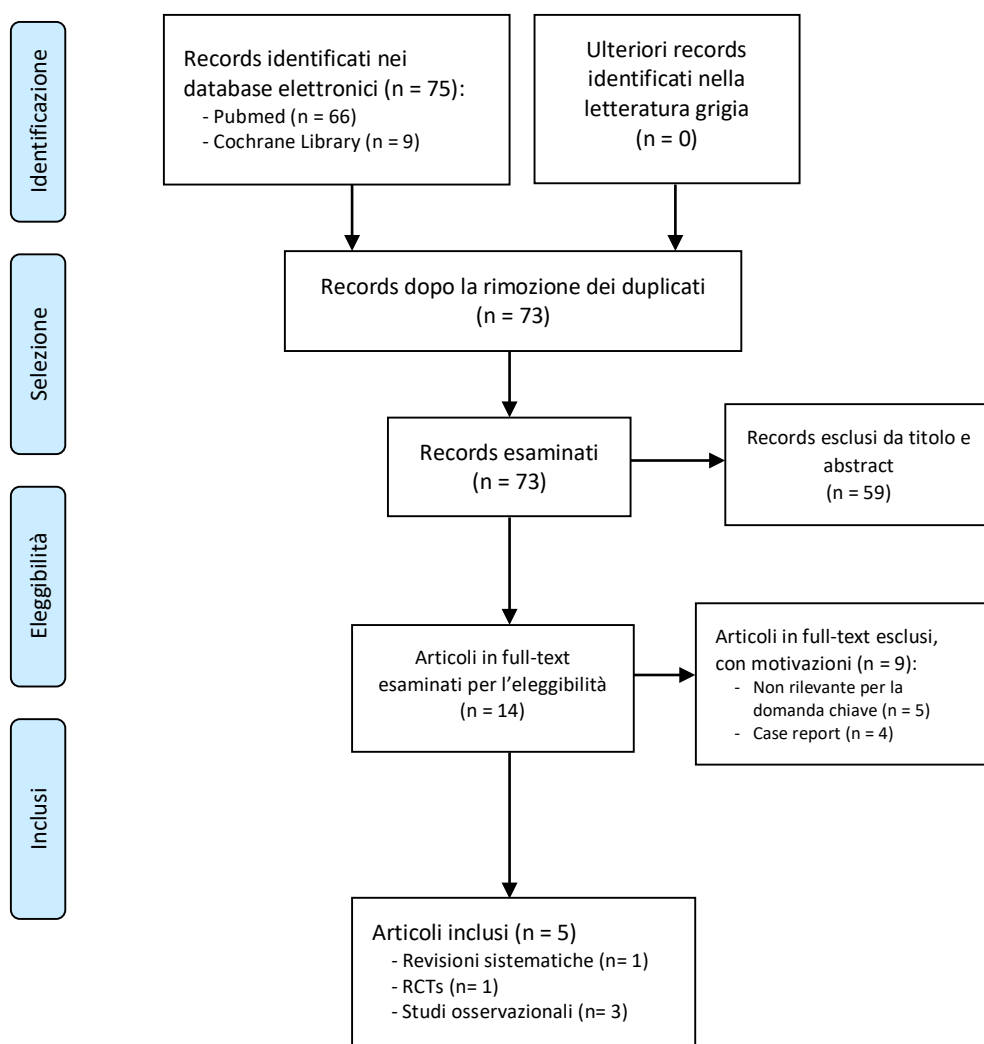 Identificazione
Records identificati nei
database elettronici (n = 75):
- Pubmed (n = 66)
- Cochrane Library (n = 9)
Ulteriori records
identificati nella
letteratura grigia
(n = 0)
Selezione
Records dopo la rimozione dei duplicati
(n = 73)
Records esaminati
(n = 73)
Records esclusi da titolo e
abstract
(n = 59)
Eleggibilità
Articoli in full-text
esaminati per l’eleggibilità
(n = 14)
Articoli in full-text esclusi,
con motivazioni (n = 9):
- Non rilevante per la
domanda chiave (n = 5)
- Case report (n = 4)
Inclusi
Articoli inclusi (n = 5)
- Revisioni sistematiche (n= 1)
- RCTs (n= 1)
- Studi osservazionali (n= 3)